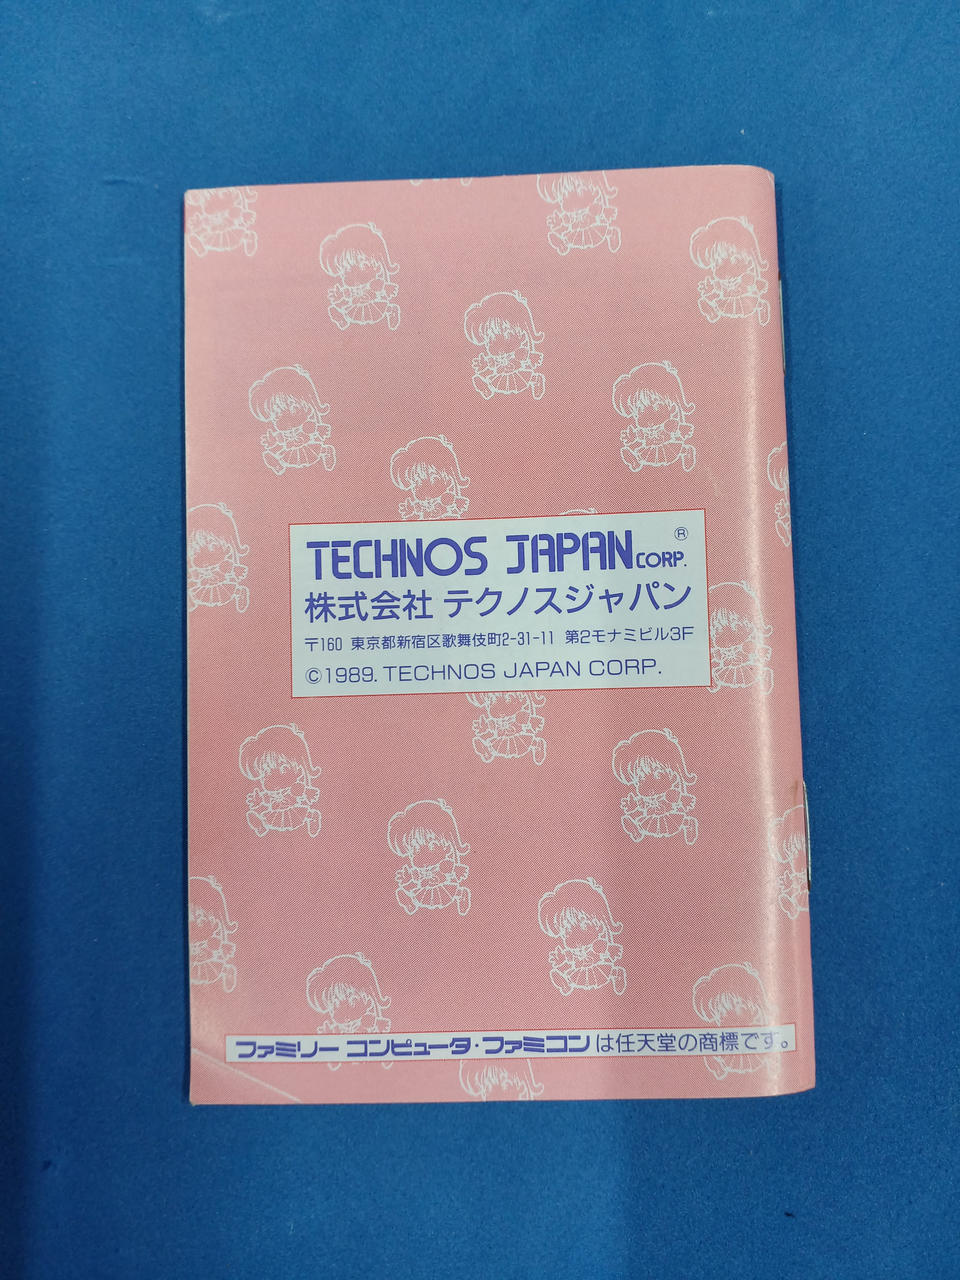 TECHNOS JAPAN CORP. ®
株式会社 テクノスジャパン
〒160 東京都新宿区歌舞伎町2-31-11 第2モナミビル3F
©1989. TECHNOS JAPAN CORP.
ファミリーコンピュータ・ファミコンは任天堂の商標です。